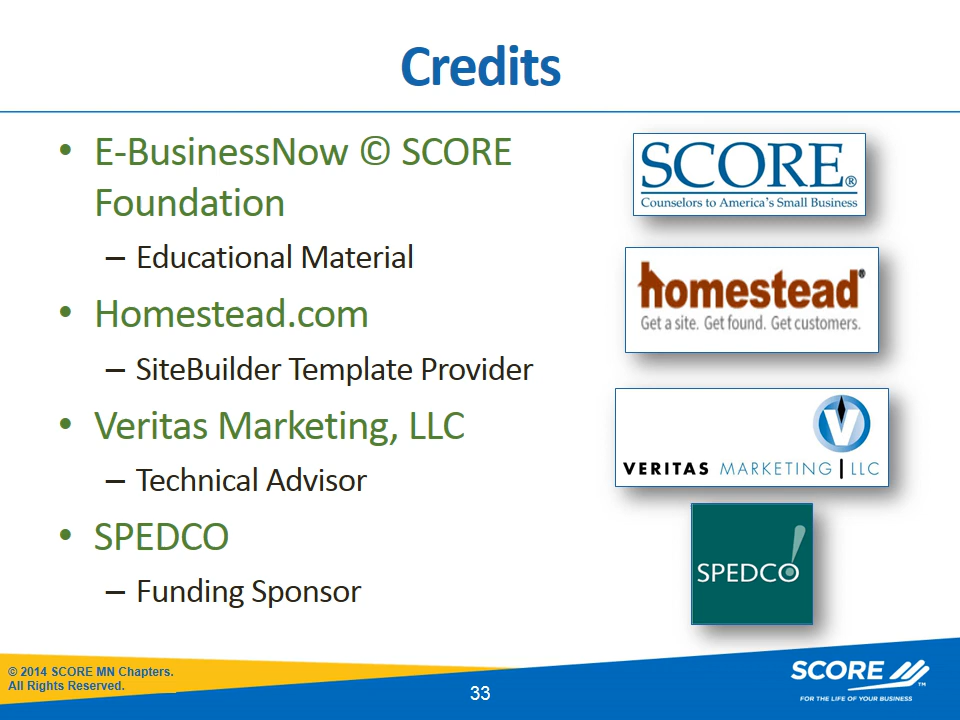 Credits
• E-BusinessNow © SCORE
Foundation
– Educational Material
• Homestead.com
– SiteBuilder Template Provider
• Veritas Marketing, LLC
– Technical Advisor
• SPEDCO
– Funding Sponsor
SCORE®
Counselors to America's Small Business
homestead®
Get a site. Get found. Get customers.
V
VERITAS MARKETING | LLC
SPEDCO!
© 2014 SCORE MN Chapters.
All Rights Reserved.
33
SCORE™
FOR THE LIFE OF YOUR BUSINESS